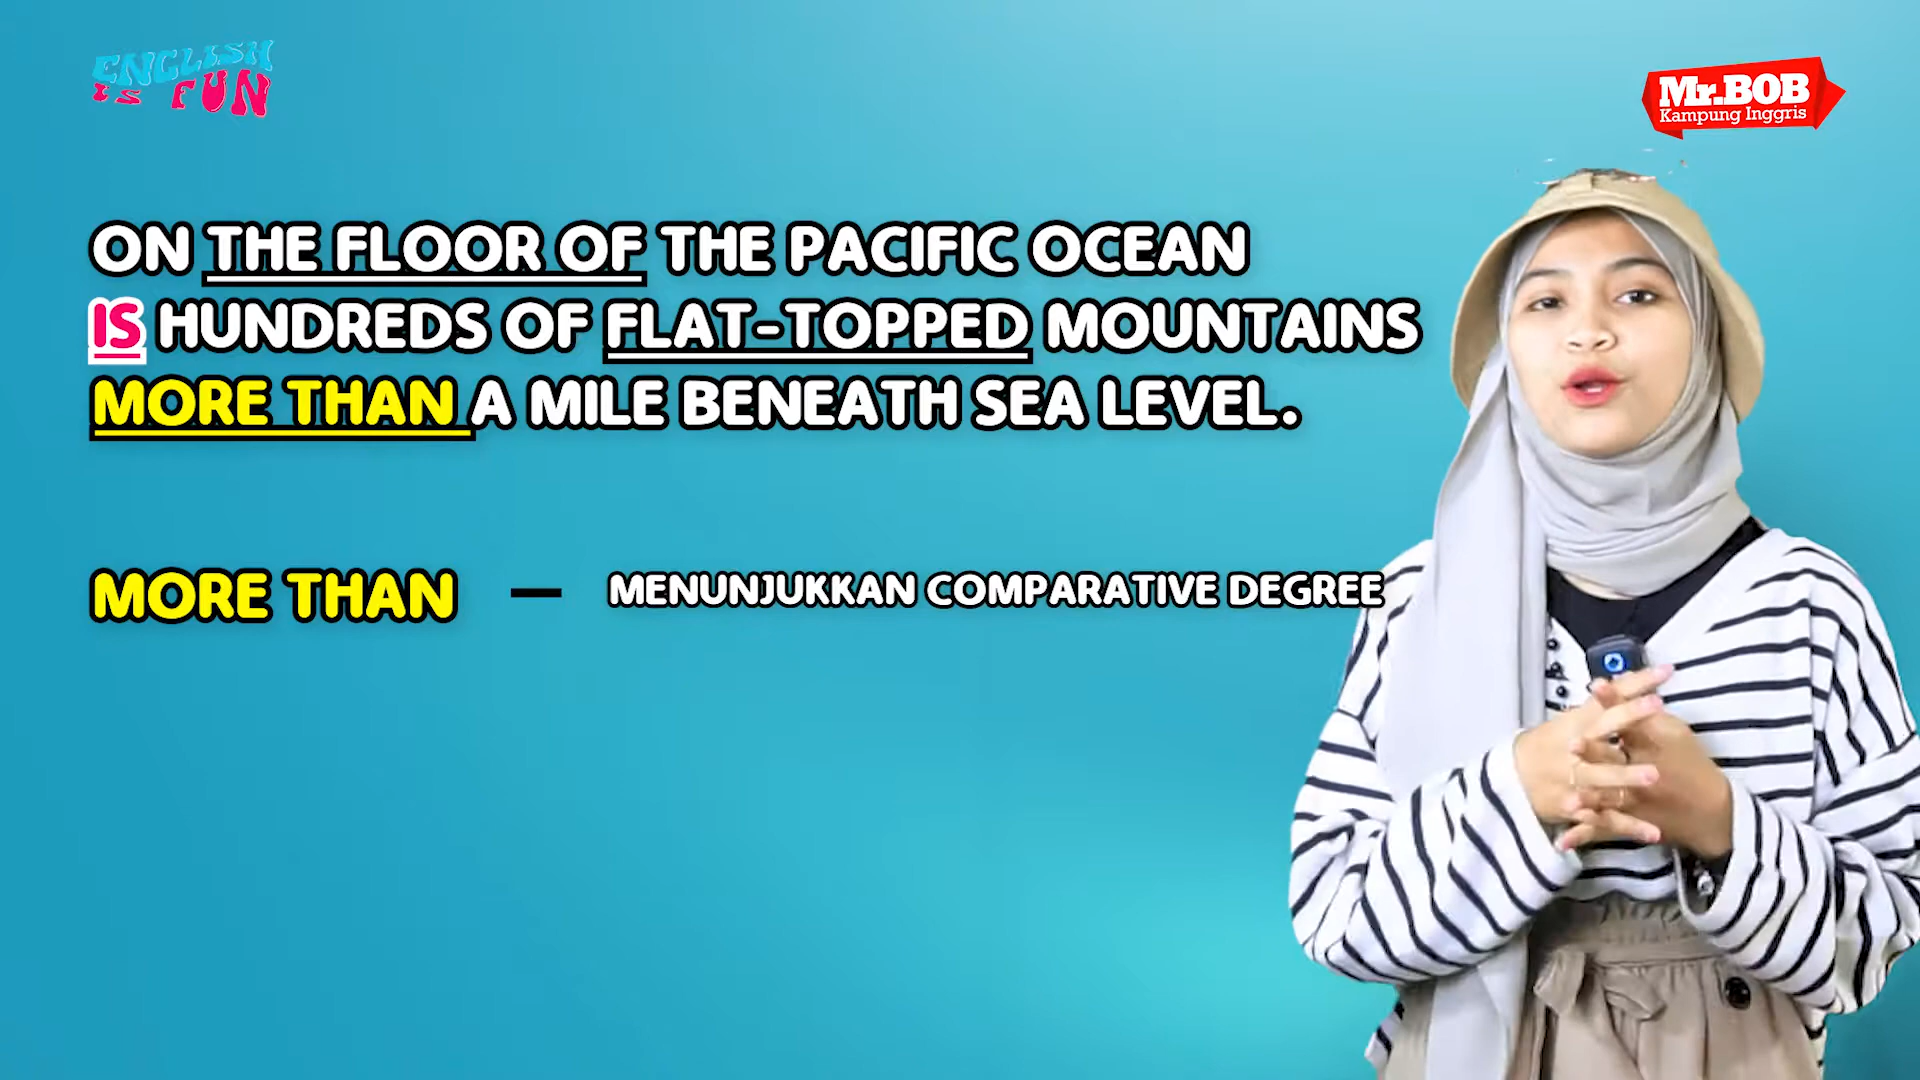 ENGLISH
IS FUN
Mr.BOB
Kampung Inggris
ON THE FLOOR OF THE PACIFIC OCEAN
IS HUNDREDS OF FLAT-TOPPED MOUNTAINS
MORE THAN A MILE BENEATH SEA LEVEL.
MORE THAN — MENUNJUKKAN COMPARATIVE DEGREE